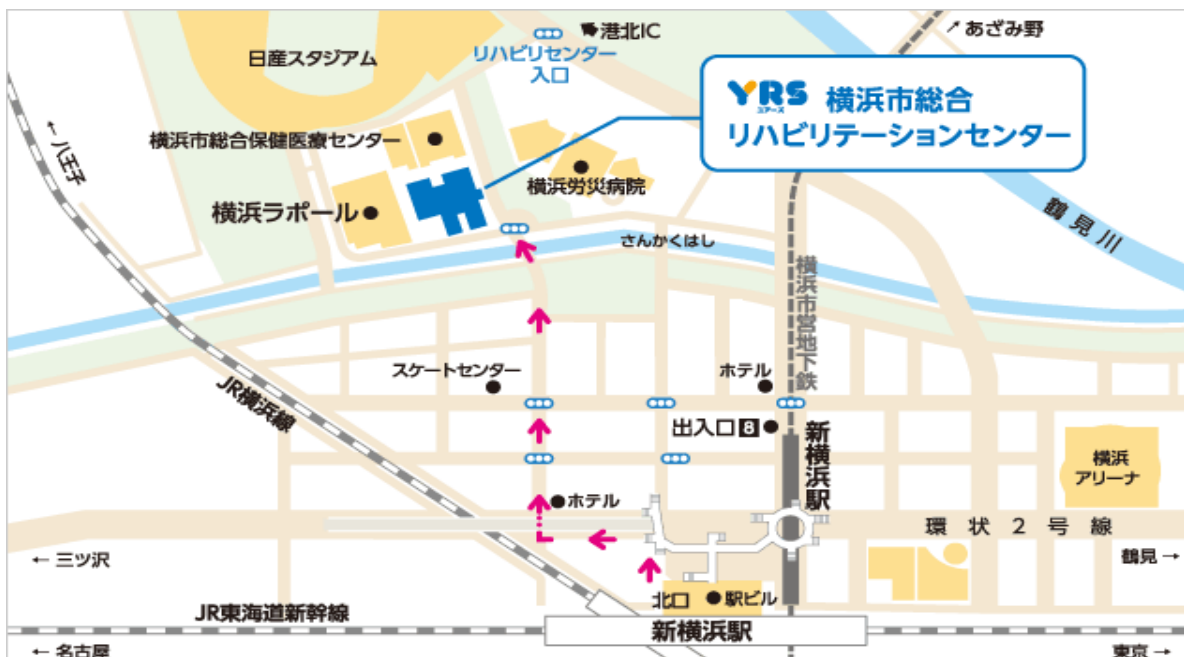 港北IC
あざみ野
日産スタジアム
リハビリセンター
入口
YRS
ヨアーズ
横浜市総合
リハビリテーションセンター
横浜市総合保健医療センター
←八王子
横浜労災病院
横浜ラポール
鶴見川
さんかくはし
横浜市営地下鉄
スケートセンター
ホテル
JR横浜線
出入口8
新横浜駅
横浜
アリーナ
ホテル
環状2号線
←三ツ沢
鶴見→
北口
駅ビル
JR東海道新幹線
新横浜駅
←名古屋
東京→